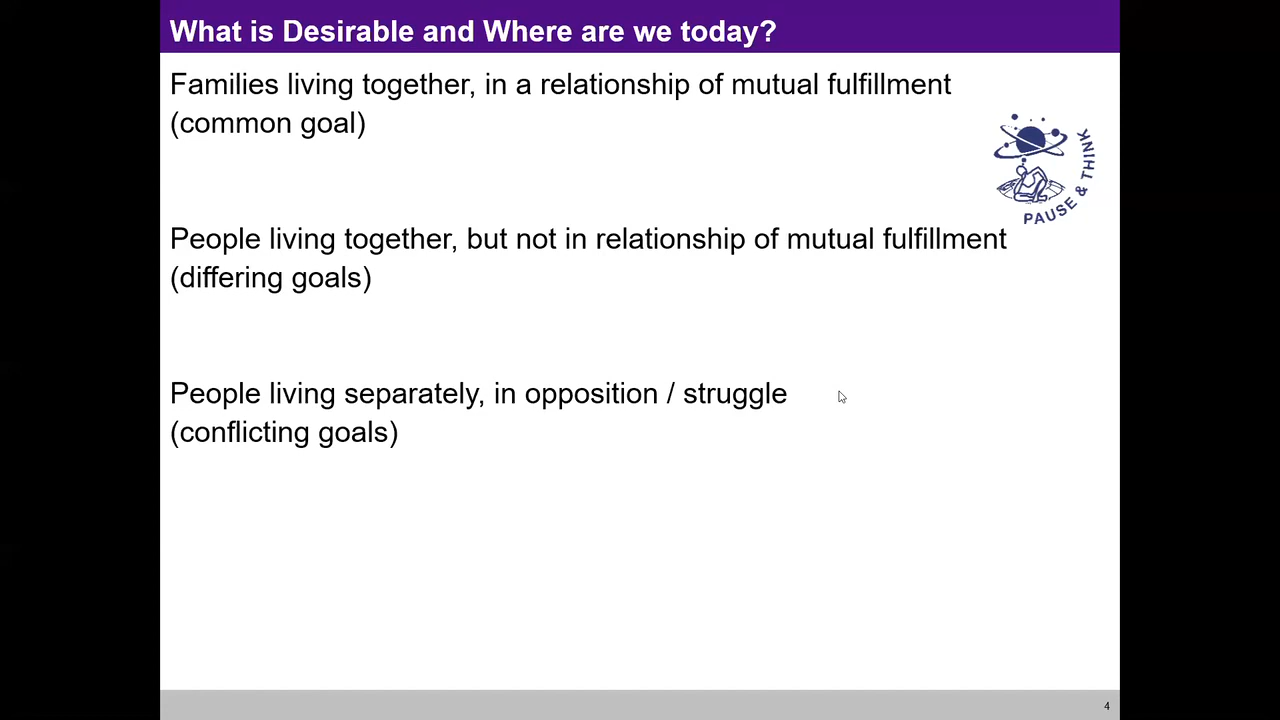 What is Desirable and Where are we today?
Families living together, in a relationship of mutual fulfillment
(common goal)
PAUSE & THINK
People living together, but not in relationship of mutual fulfillment
(differing goals)
People living separately, in opposition / struggle
(conflicting goals)
4